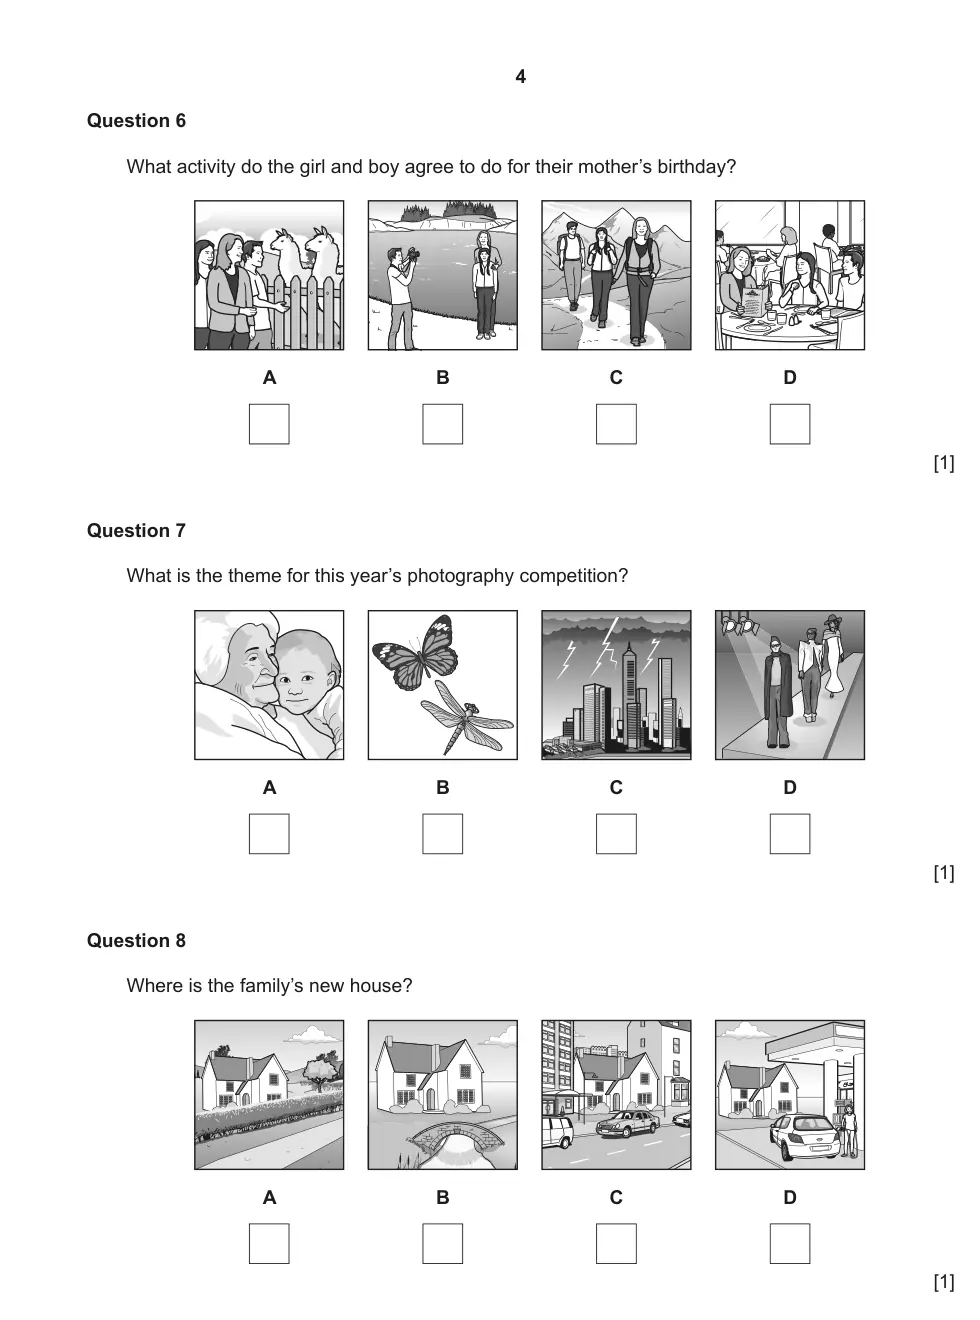 4
Question 6
What activity do the girl and boy agree to do for their mother’s birthday?
A B C D
[1]
Question 7
What is the theme for this year’s photography competition?
A B C D
[1]
Question 8
Where is the family’s new house?
A B C D
[1]